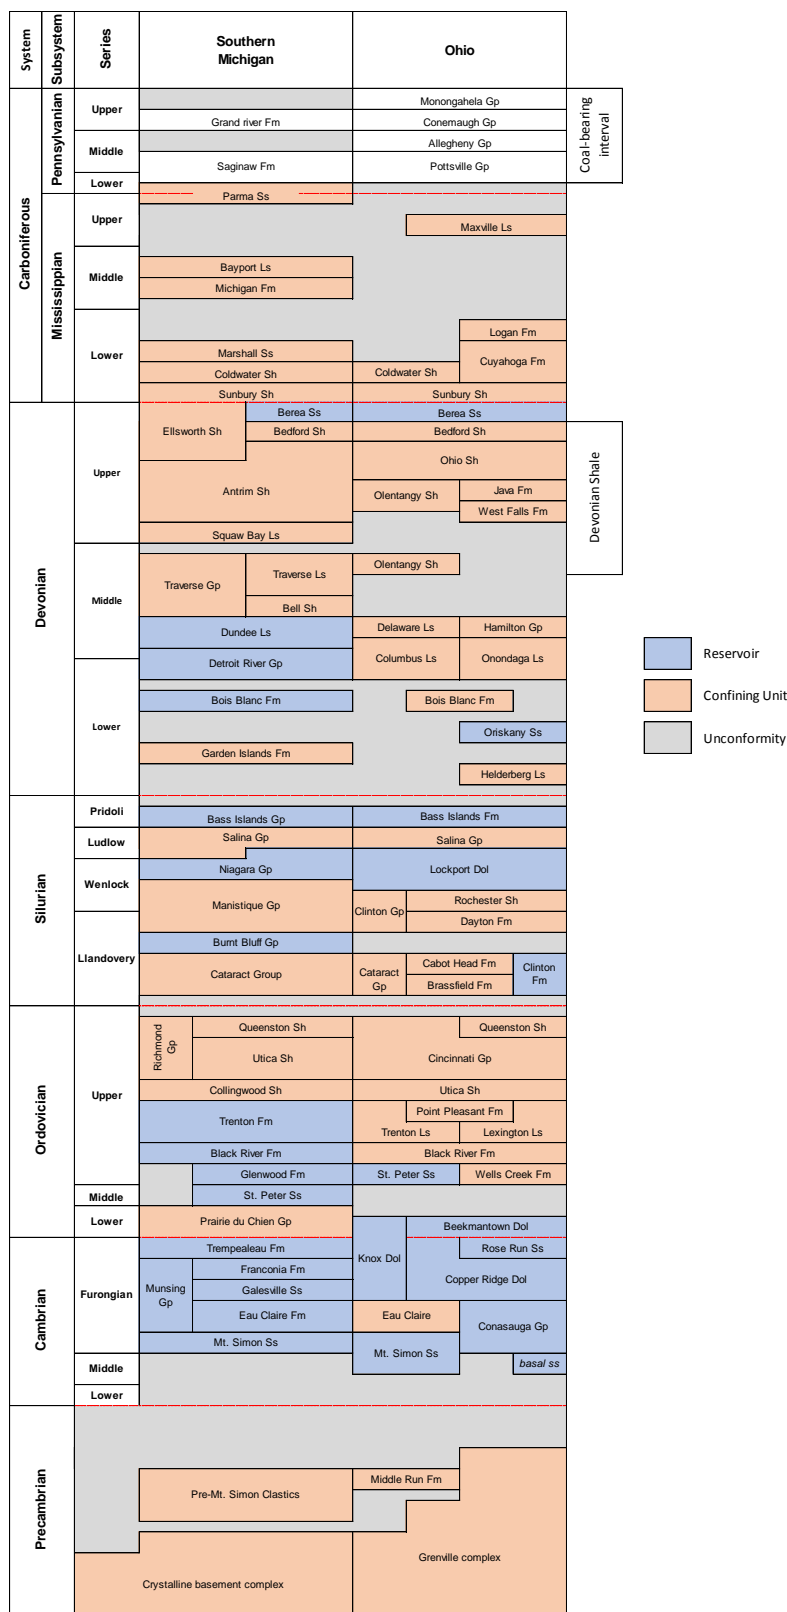 System
Subsystem
Series
Southern
Michigan
Ohio
Carboniferous
Pennsylvanian
Upper
Monongahela Gp
Grand river Fm
Conemaugh Gp
Coal-bearing
interval
Middle
Allegheny Gp
Saginaw Fm
Pottsville Gp
Lower
Mississippian
Parma Ss
Upper
Maxville Ls
Middle
Bayport Ls
Michigan Fm
Lower
Logan Fm
Marshall Ss
Cuyahoga Fm
Coldwater Sh
Coldwater Sh
Sunbury Sh
Sunbury Sh
Devonian
Upper
Ellsworth Sh
Berea Ss
Berea Ss
Bedford Sh
Bedford Sh
Devonian Shale
Ohio Sh
Antrim Sh
Olentangy Sh
Java Fm
West Falls Fm
Squaw Bay Ls
Middle
Traverse Gp
Traverse Ls
Olentangy Sh
Bell Sh
Dundee Ls
Delaware Ls
Hamilton Gp
Detroit River Gp
Columbus Ls
Onondaga Ls
Reservoir
Confining Unit
Unconformity
Lower
Bois Blanc Fm
Bois Blanc Fm
Oriskany Ss
Garden Islands Fm
Helderberg Ls
Silurian
Pridoli
Bass Islands Gp
Bass Islands Fm
Ludlow
Salina Gp
Salina Gp
Wenlock
Niagara Gp
Lockport Dol
Manistique Gp
Clinton Gp
Rochester Sh
Dayton Fm
Llandovery
Burnt Bluff Gp
Cataract Group
Cataract
Gp
Cabot Head Fm
Brassfield Fm
Clinton
Fm
Ordovician
Upper
Richmond
Gp
Queenston Sh
Queenston Sh
Utica Sh
Cincinnati Gp
Collingwood Sh
Utica Sh
Trenton Fm
Point Pleasant Fm
Trenton Ls
Lexington Ls
Black River Fm
Black River Fm
Glenwood Fm
St. Peter Ss
Wells Creek Fm
Middle
St. Peter Ss
Lower
Prairie du Chien Gp
Knox Dol
Beekmantown Dol
Cambrian
Furongian
Trempealeau Fm
Rose Run Ss
Munsing
Gp
Franconia Fm
Copper Ridge Dol
Galesville Ss
Eau Claire Fm
Eau Claire
Conasauga Gp
Mt. Simon Ss
Mt. Simon Ss
Middle
basal ss
Lower
Precambrian
Pre-Mt. Simon Clastics
Middle Run Fm
Grenville complex
Crystalline basement complex